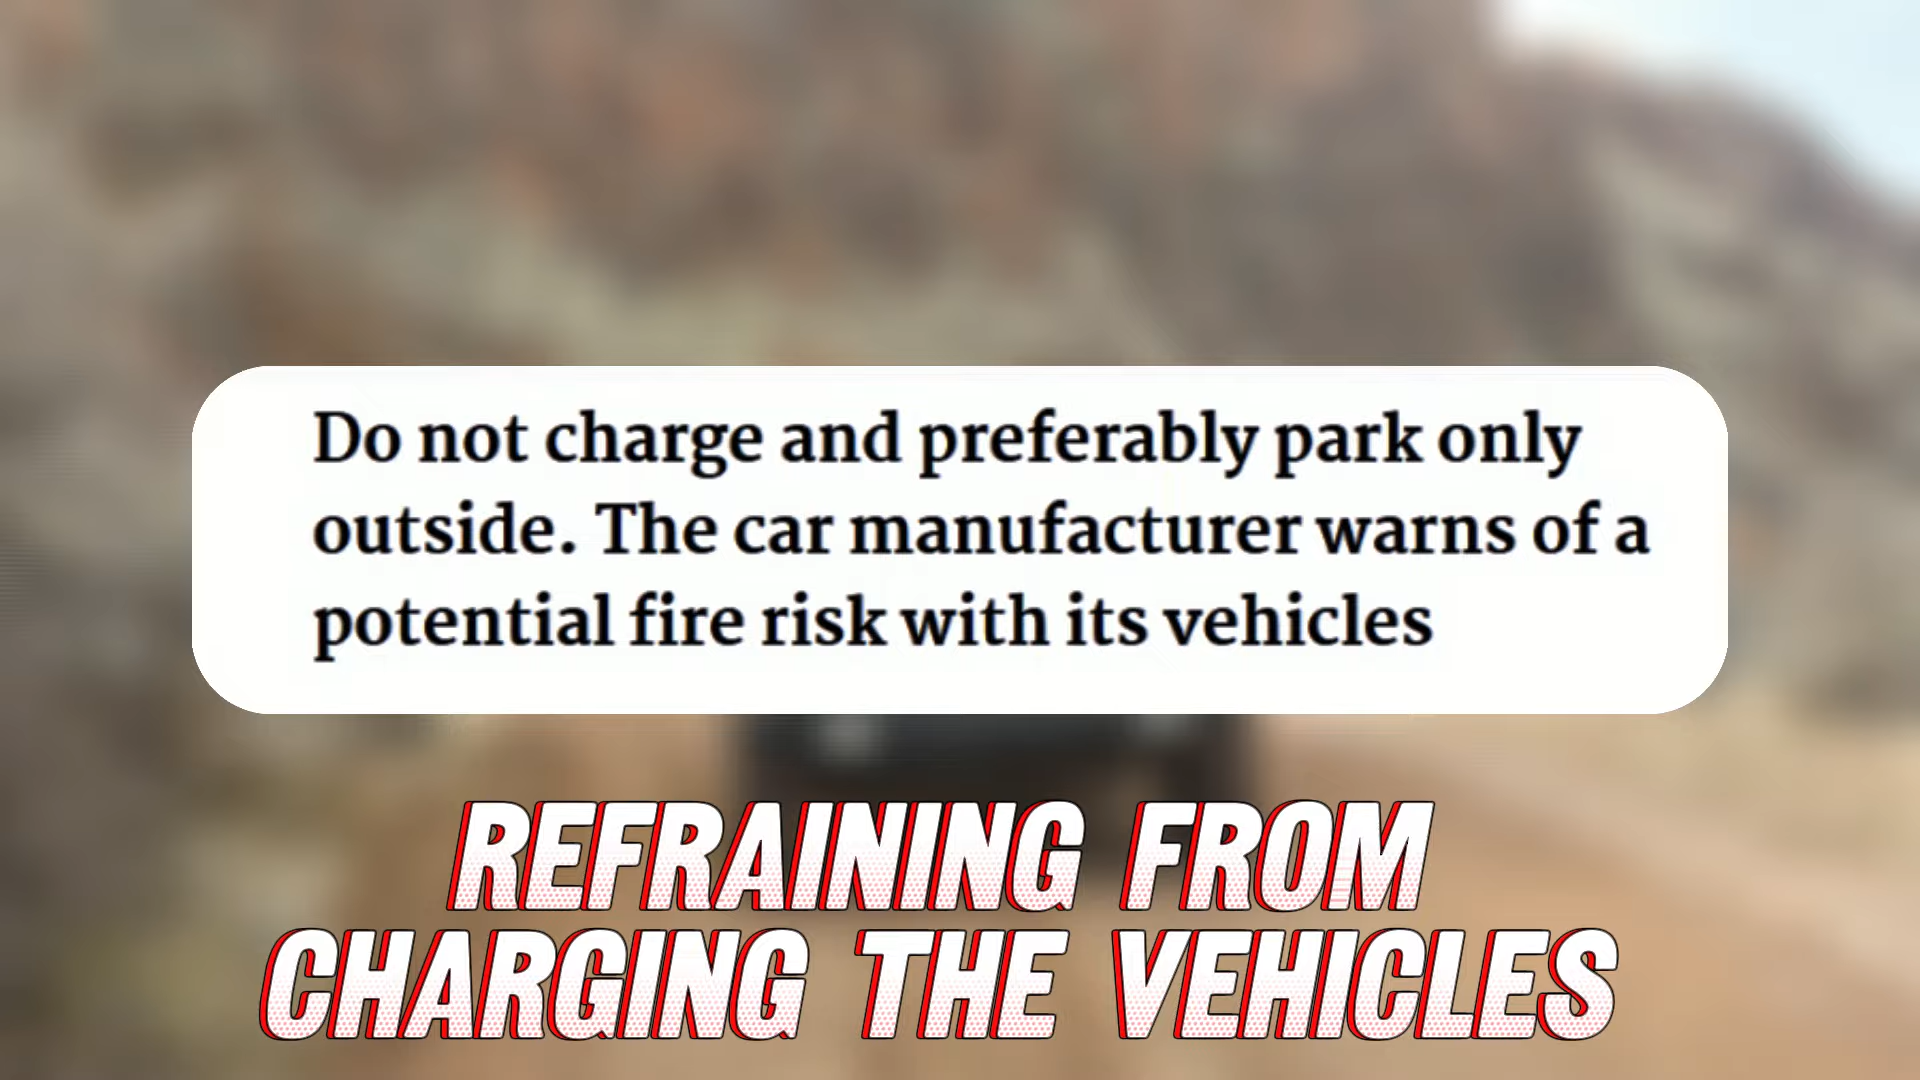 Do not charge and preferably park only
outside. The car manufacturer warns of a
potential fire risk with its vehicles
REFRAINING FROM
CHARGING THE VEHICLES